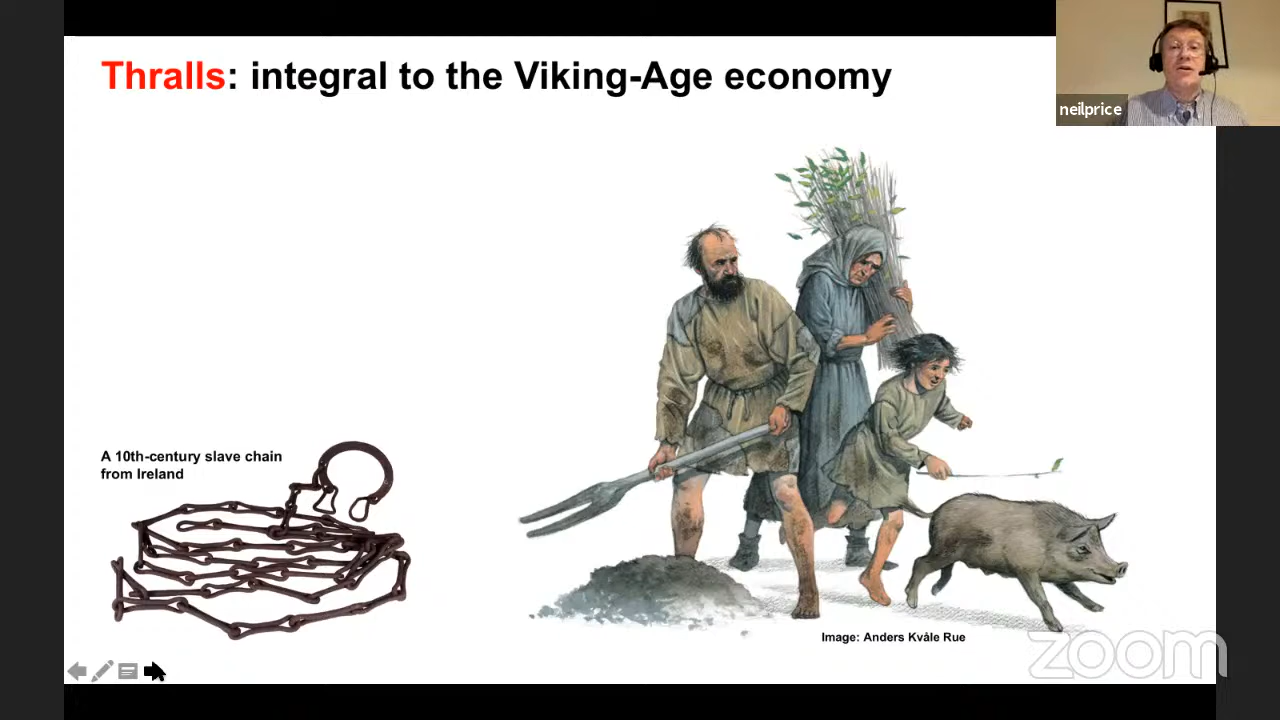 Thralls: integral to the Viking-Age economy
neilprice
A 10th-century slave chain
from Ireland
Image: Anders Kvåle Rue
zoom